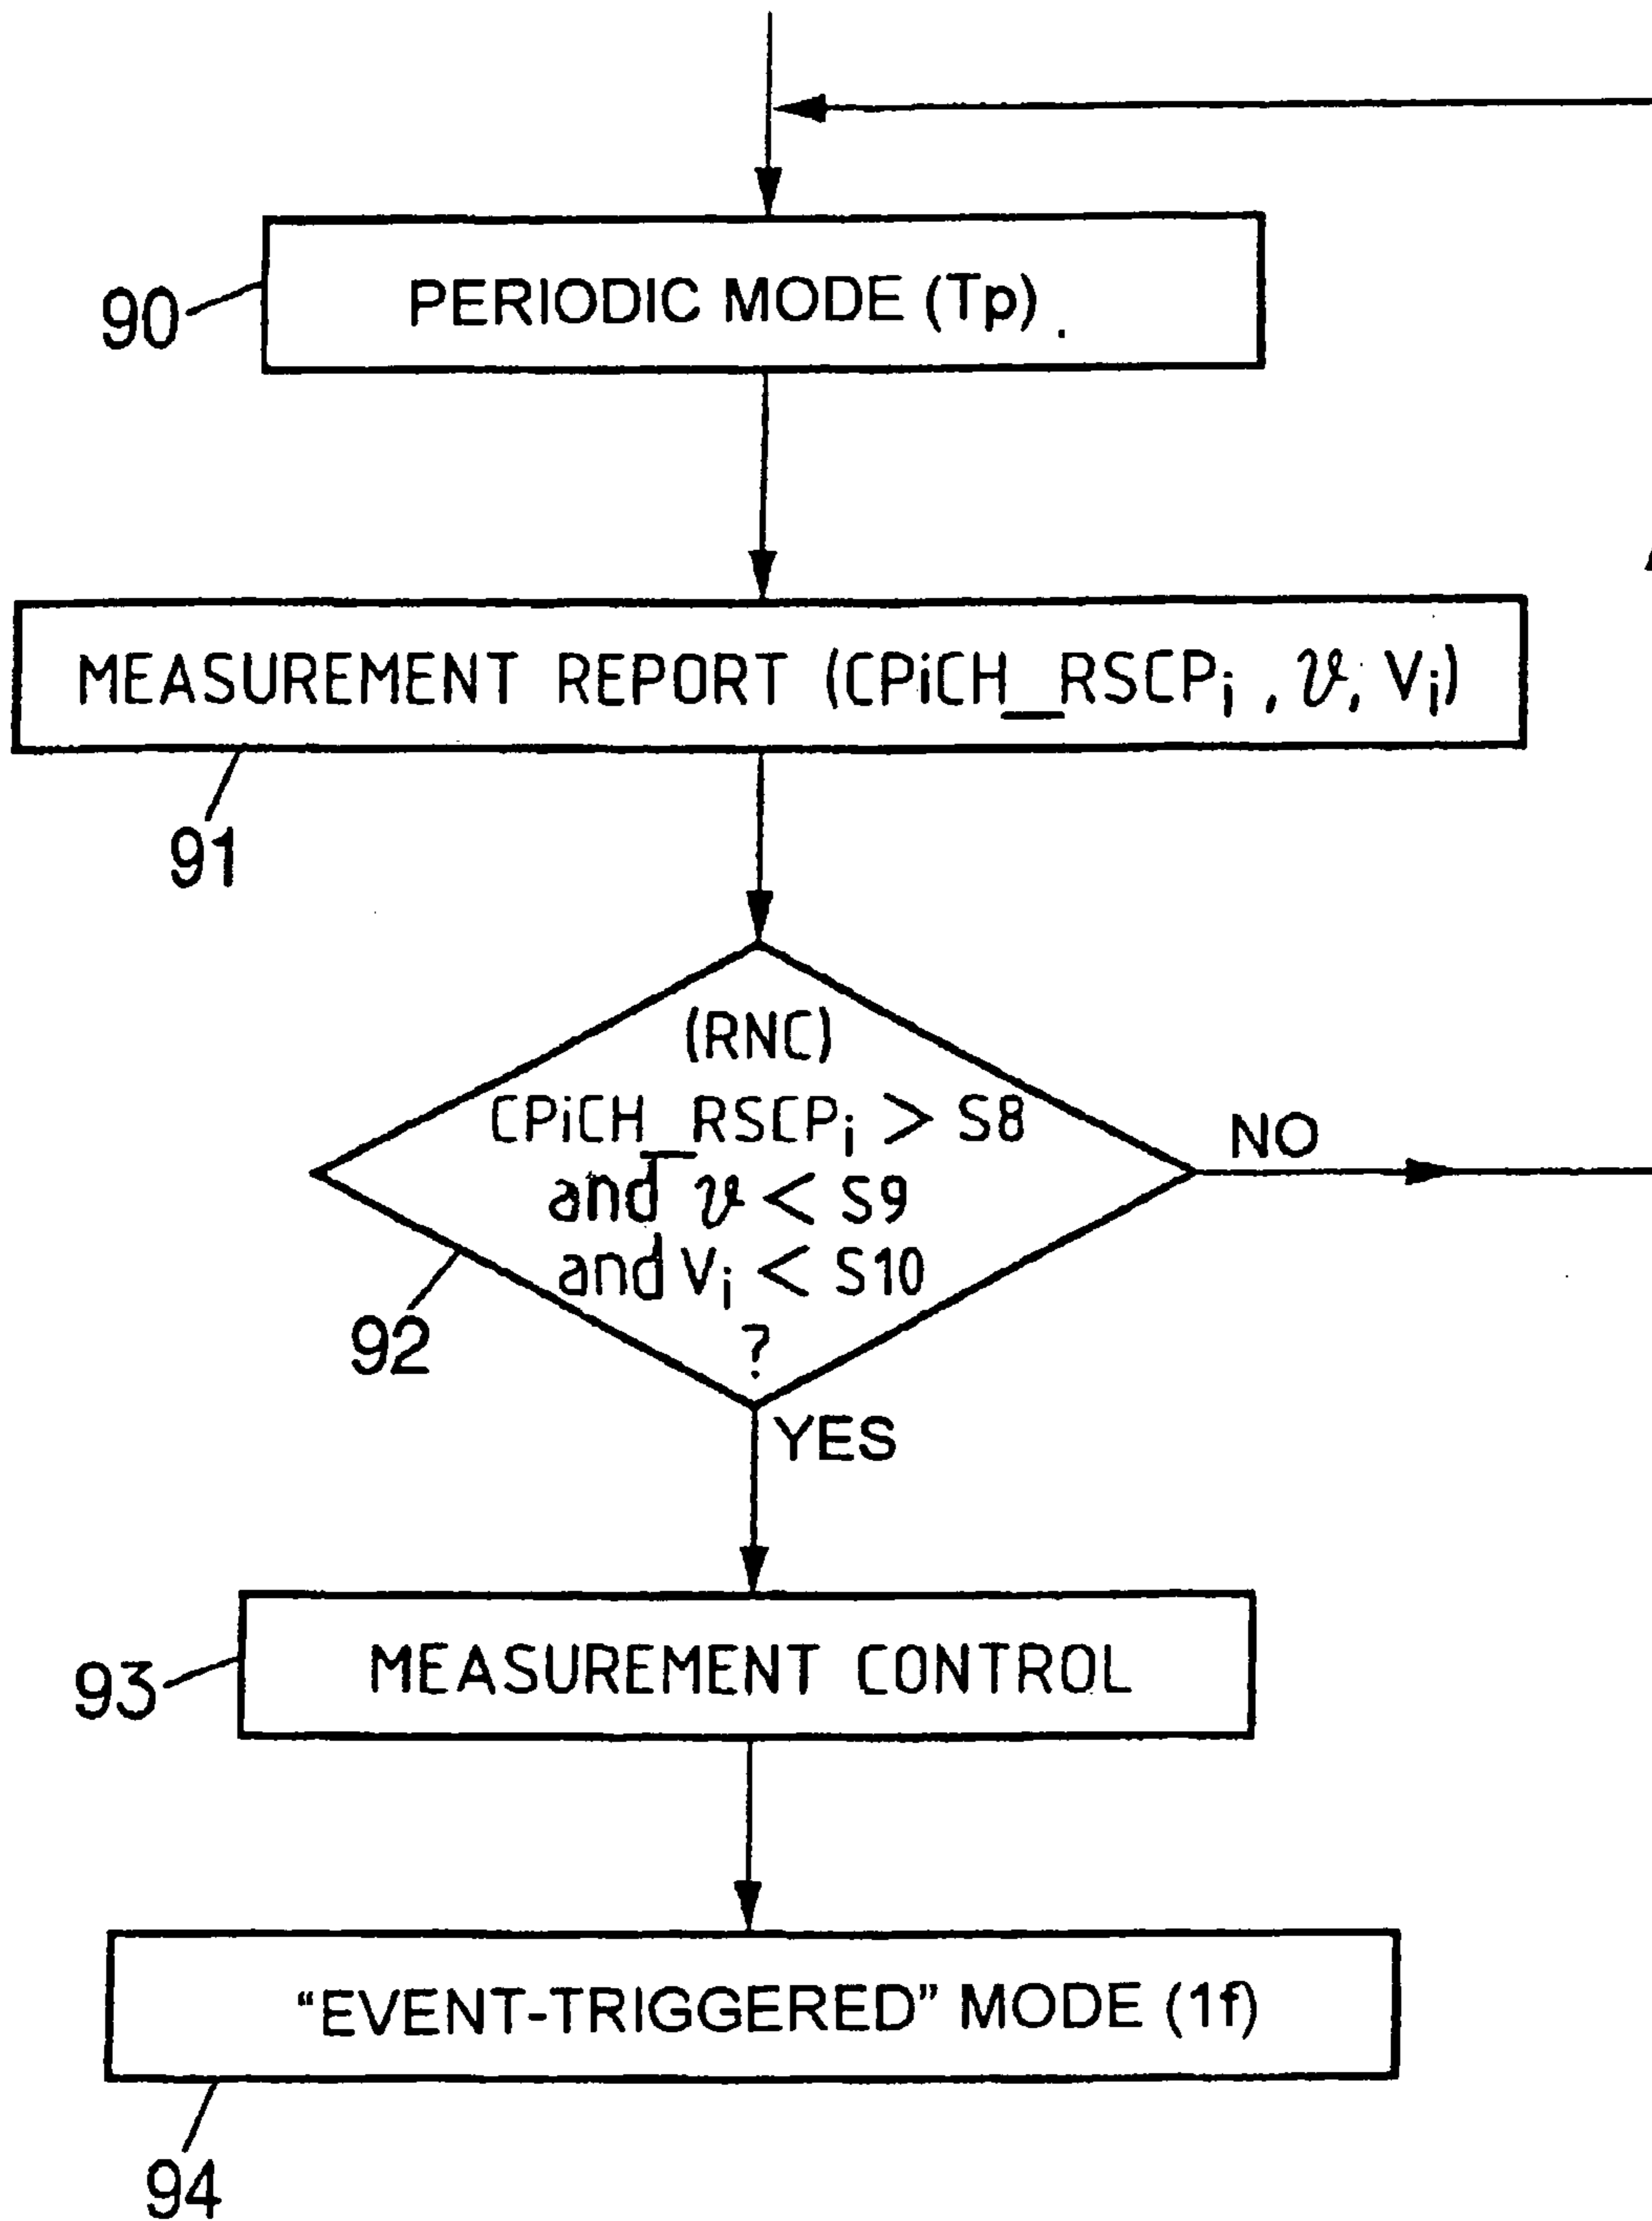 90
PERIODIC MODE (Tp) .
MEASUREMENT REPORT (CPiCH_RSCPi , ϑ, Vi)
91
(RNC)
CPiCH_RSCPi > S8
and ϑ < S9
and Vi < S10
?
NO
92
YES
93
MEASUREMENT CONTROL
“EVENT-TRIGGERED” MODE (1f)
94